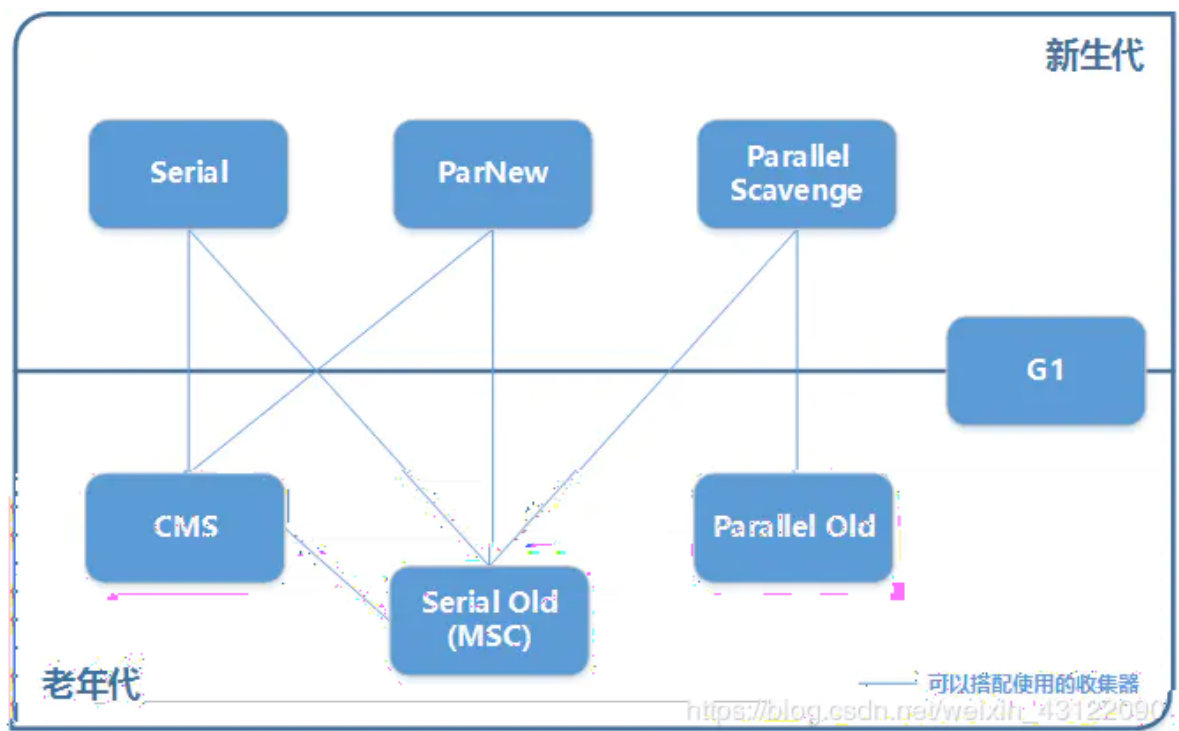 新生代
Serial
ParNew
Parallel
Scavenge
G1
CMS
Parallel Old
Serial Old
(MSC)
老年代
可以搭配使用的收集器
https://blog.csdn.net/weixin_43122090